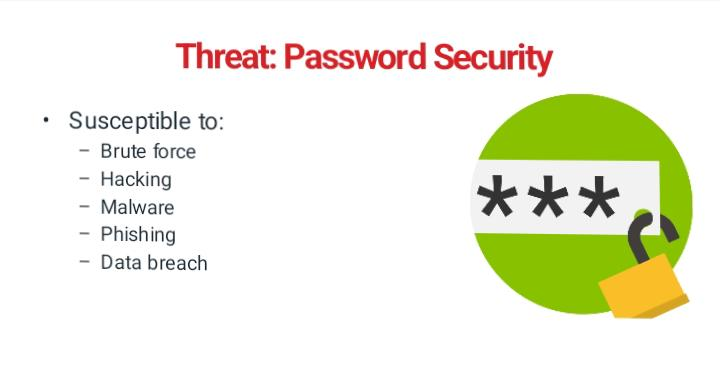 Threat: Password Security
• Susceptible to:
– Brute force
– Hacking
– Malware
– Phishing
– Data breach
***